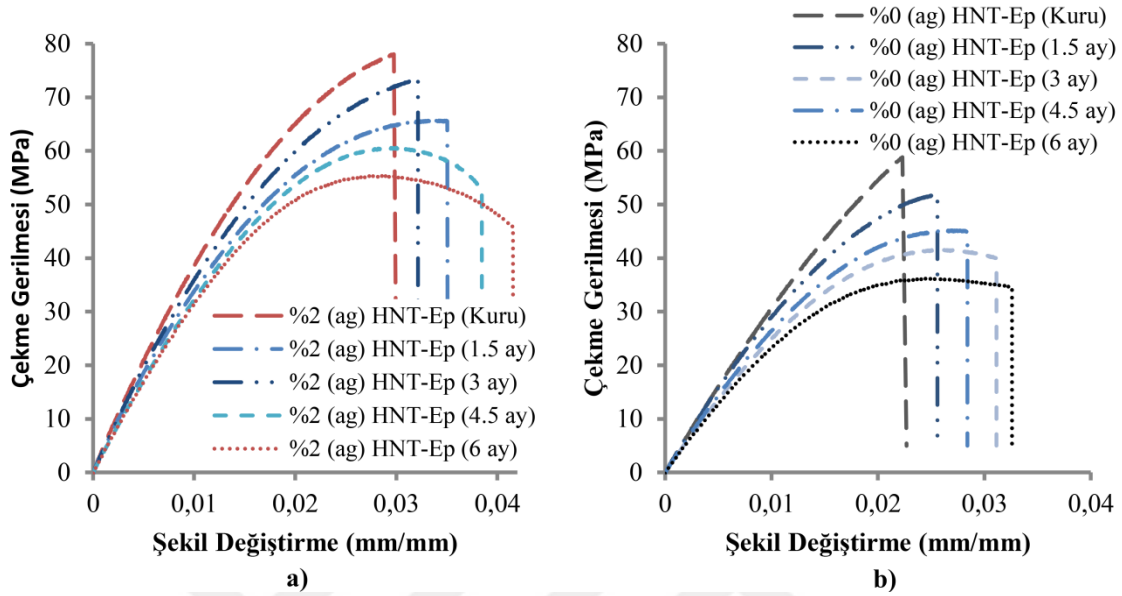 80
70
60
50
40
30
20
10
0
Çekme Gerilmesi (MPa)
%2 (ag) HNT-Ep (Kuru)
%2 (ag) HNT-Ep (1.5 ay)
%2 (ag) HNT-Ep (3 ay)
%2 (ag) HNT-Ep (4.5 ay)
%2 (ag) HNT-Ep (6 ay)
0 0,01 0,02 0,03 0,04
Şekil Değiştirme (mm/mm)
a)
%0 (ag) HNT-Ep (Kuru)
%0 (ag) HNT-Ep (1.5 ay)
%0 (ag) HNT-Ep (3 ay)
%0 (ag) HNT-Ep (4.5 ay)
%0 (ag) HNT-Ep (6 ay)
80
70
60
50
40
30
20
10
0
Çekme Gerilmesi (MPa)
0 0,01 0,02 0,03 0,04
Şekil Değiştirme (mm/mm)
b)